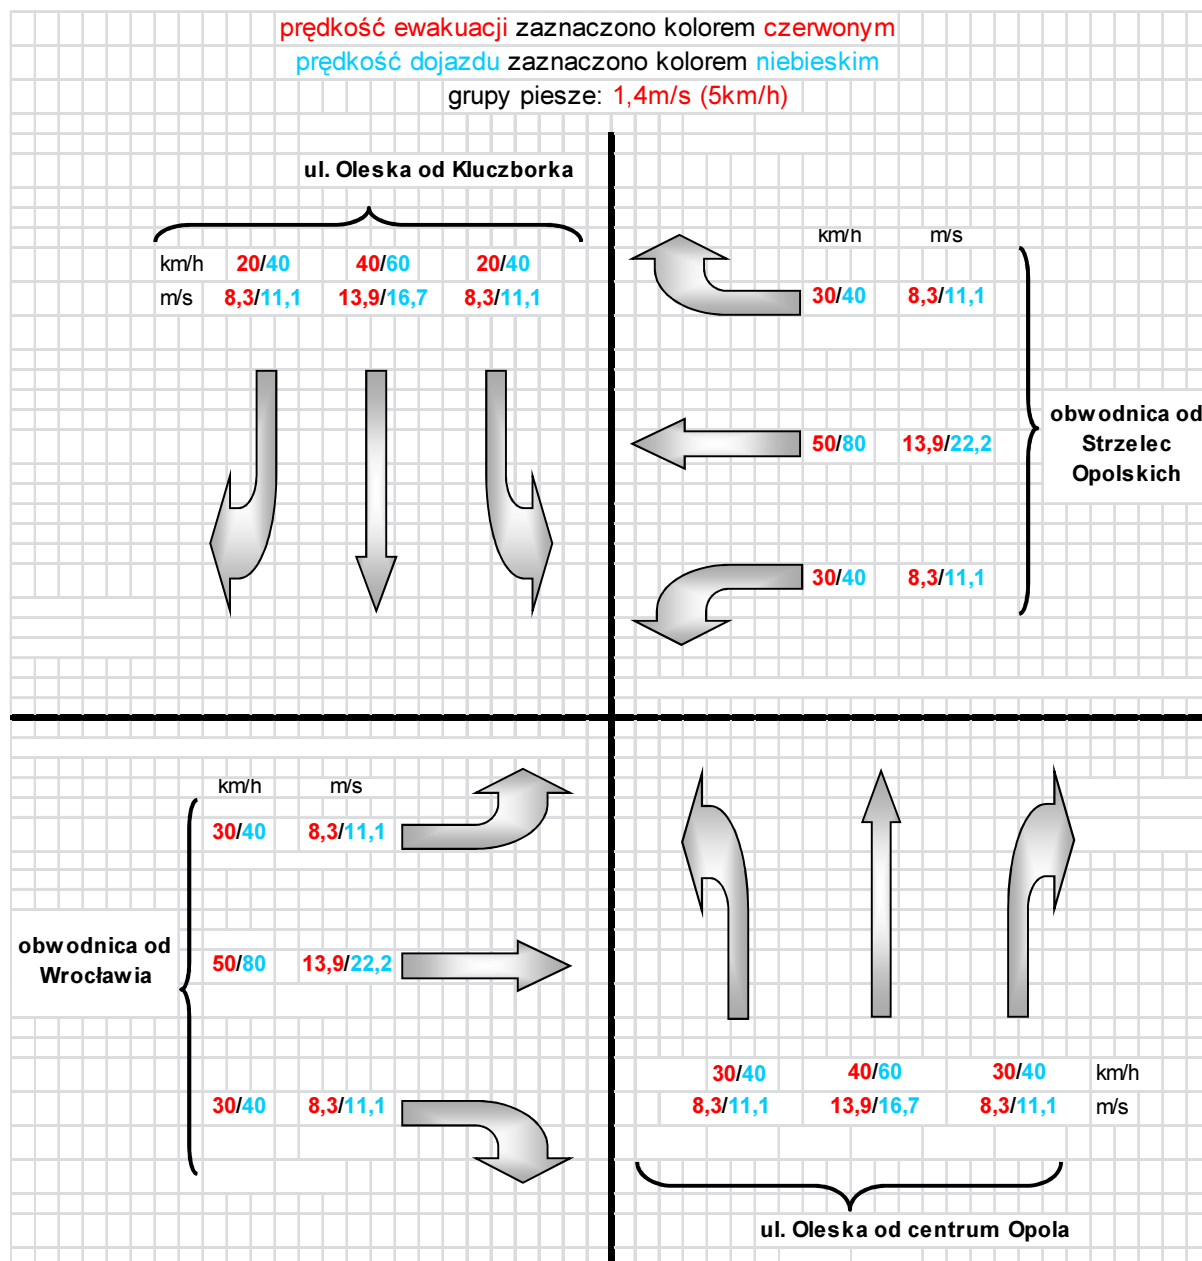 prędkość ewakuacji zaznaczono kolorem czerwonym
prędkość dojazdu zaznaczono kolorem niebieskim
grupy piesze: 1,4m/s (5km/h)
ul. Oleska od Kluczborka
km/h 20/40 40/60 20/40
m/s 8,3/11,1 13,9/16,7 8,3/11,1
km/h m/s
30/40 8,3/11,1
50/80 13,9/22,2
30/40 8,3/11,1
obwodnica od
Strzelec
Opolskich
km/h m/s
30/40 8,3/11,1
50/80 13,9/22,2
30/40 8,3/11,1
obwodnica od
Wrocławia
30/40 40/60 30/40 km/h
8,3/11,1 13,9/16,7 8,3/11,1 m/s
ul. Oleska od centrum Opola